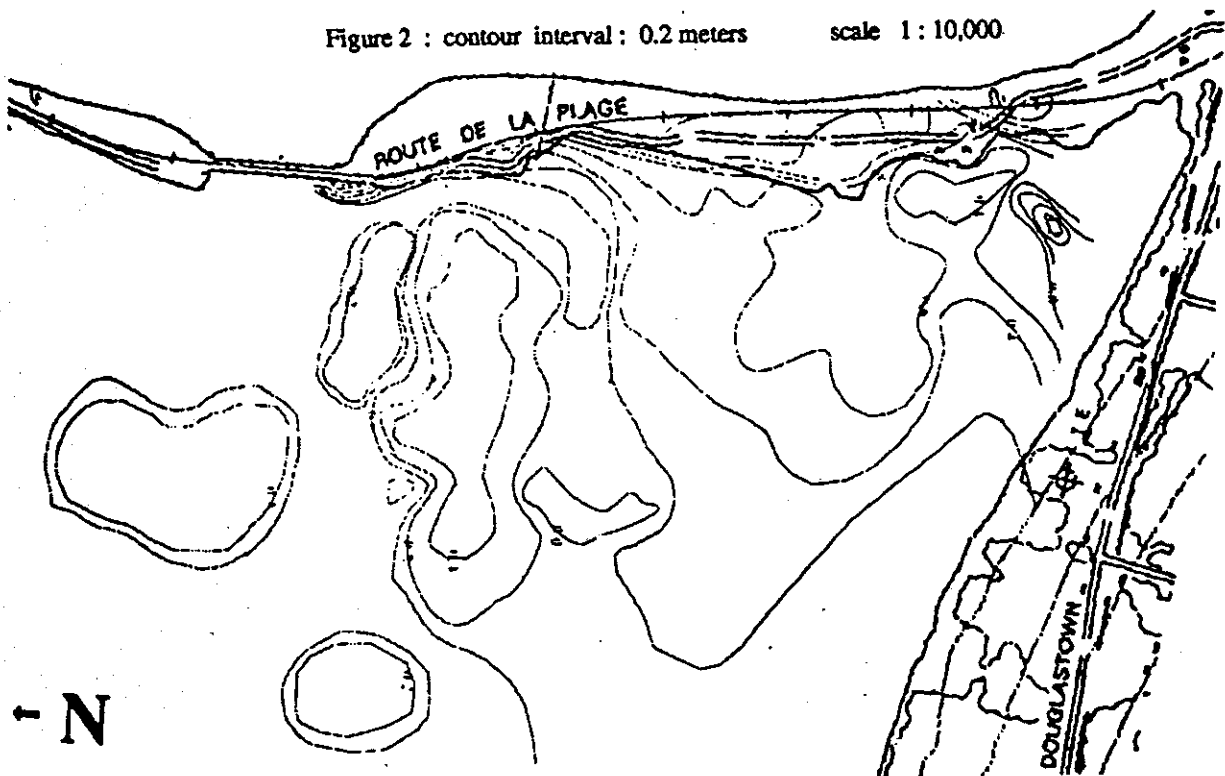 Figure 2 : contour interval : 0.2 meters scale 1 : 10,000
ROUTE DE LA PLAGE
N
DOUGLASTOWN